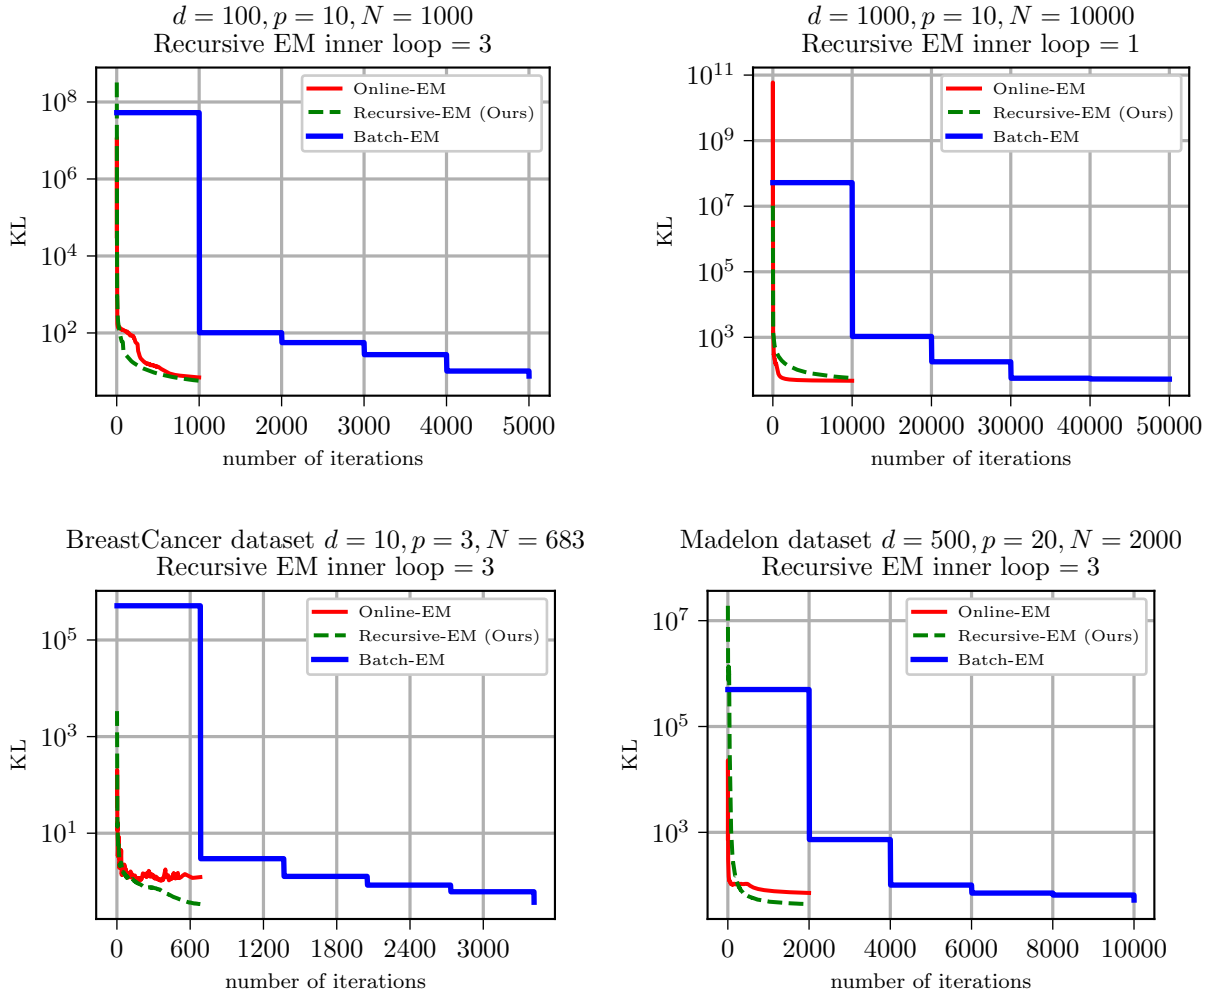 d = 100, p = 10, N = 1000
Recursive EM inner loop = 3
10^8
10^6
10^4
10^2
KL
Online-EM
Recursive-EM (Ours)
Batch-EM
0 1000 2000 3000 4000 5000
number of iterations
d = 1000, p = 10, N = 10000
Recursive EM inner loop = 1
10^11
10^9
10^7
10^5
10^3
KL
Online-EM
Recursive-EM (Ours)
Batch-EM
0 10000 20000 30000 40000 50000
number of iterations
BreastCancer dataset d = 10, p = 3, N = 683
Recursive EM inner loop = 3
10^5
10^3
10^1
KL
Online-EM
Recursive-EM (Ours)
Batch-EM
0 600 1200 1800 2400 3000
number of iterations
Madelon dataset d = 500, p = 20, N = 2000
Recursive EM inner loop = 3
10^7
10^5
10^3
KL
Online-EM
Recursive-EM (Ours)
Batch-EM
0 2000 4000 6000 8000 10000
number of iterations